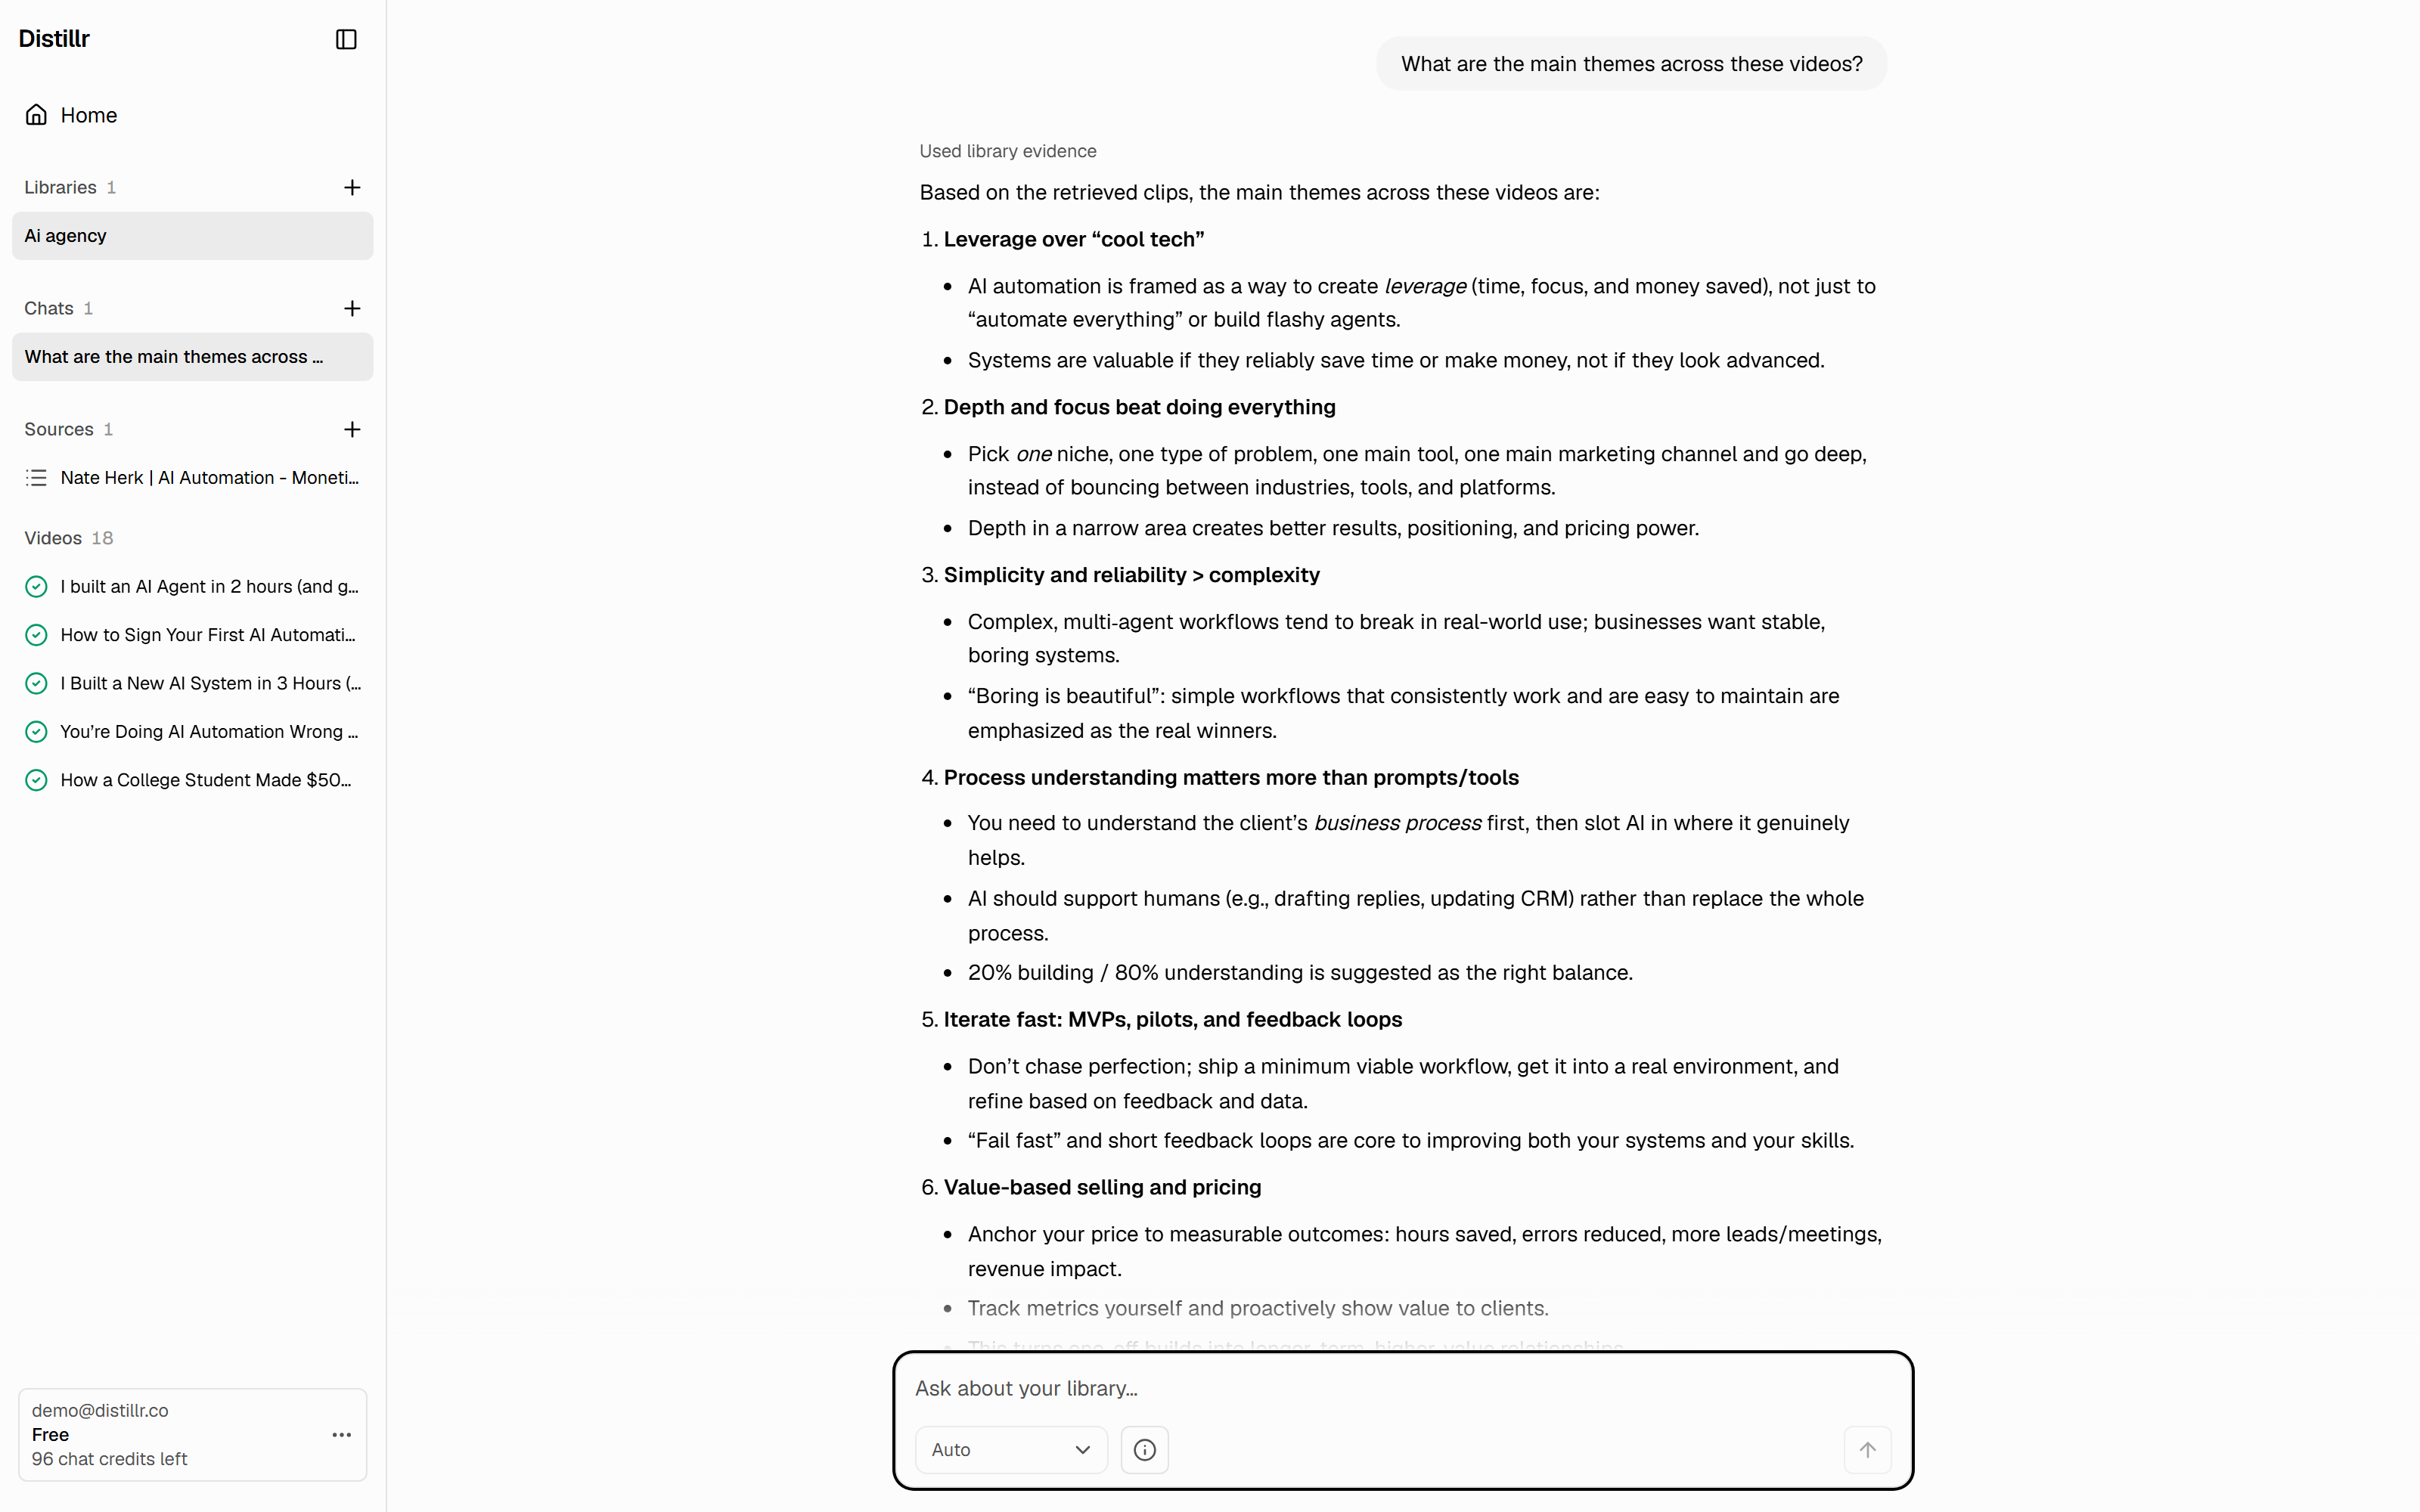 Distillr
Home
Libraries 1
Ai agency
Chats 1
What are the main themes across ...
Sources 1
Nate Herk | AI Automation - Moneti...
Videos 18
I built an AI Agent in 2 hours (and g...
How to Sign Your First AI Automati...
I Built a New AI System in 3 Hours (...
You’re Doing AI Automation Wrong ...
How a College Student Made $50...
demo@distillr.co
Free
96 chat credits left
What are the main themes across these videos?
Used library evidence
Based on the retrieved clips, the main themes across these videos are:
1. Leverage over “cool tech”
• AI automation is framed as a way to create leverage (time, focus, and money saved), not just to
“automate everything” or build flashy agents.
• Systems are valuable if they reliably save time or make money, not if they look advanced.
2. Depth and focus beat doing everything
• Pick one niche, one type of problem, one main tool, one main marketing channel and go deep,
instead of bouncing between industries, tools, and platforms.
• Depth in a narrow area creates better results, positioning, and pricing power.
3. Simplicity and reliability > complexity
• Complex, multi-agent workflows tend to break in real-world use; businesses want stable,
boring systems.
• “Boring is beautiful”: simple workflows that consistently work and are easy to maintain are
emphasized as the real winners.
4. Process understanding matters more than prompts/tools
• You need to understand the client’s business process first, then slot AI in where it genuinely
helps.
• AI should support humans (e.g., drafting replies, updating CRM) rather than replace the whole
process.
• 20% building / 80% understanding is suggested as the right balance.
5. Iterate fast: MVPs, pilots, and feedback loops
• Don’t chase perfection; ship a minimum viable workflow, get it into a real environment, and
refine based on feedback and data.
• “Fail fast” and short feedback loops are core to improving both your systems and your skills.
6. Value-based selling and pricing
• Anchor your price to measurable outcomes: hours saved, errors reduced, more leads/meetings,
revenue impact.
• Track metrics yourself and proactively show value to clients.
• This turns one-off builds into longer-term, higher-value relationships.
Ask about your library...
Auto